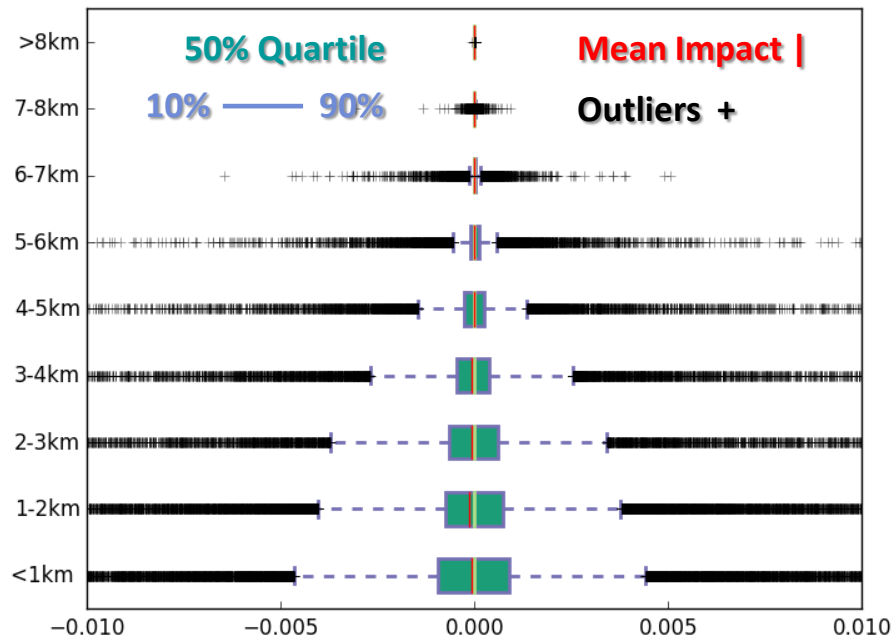 >8km
50% Quartile
Mean Impact |
7-8km
10% 90%
Outliers +
6-7km
5-6km
4-5km
3-4km
2-3km
1-2km
<1km
−0.010 −0.005 0.000 0.005 0.010